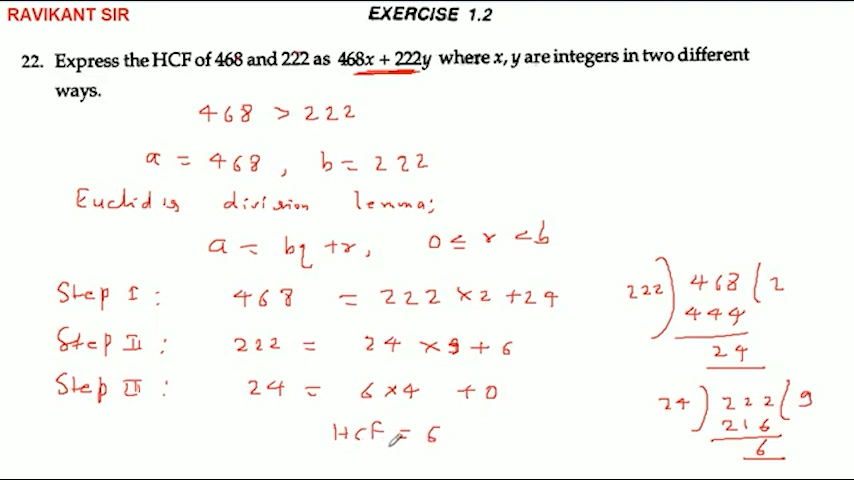 RAVIKANT SIR
EXERCISE 1.2
22. Express the HCF of 468 and 222 as 468x + 222y where x, y are integers in two different
ways.
468 > 222
a = 468, b = 222
Euclid's division lemma;
a = bq + r, 0 ≤ r < b
Step I: 468 = 222 × 2 + 24
Step II: 222 = 24 × 9 + 6
Step III: 24 = 6 × 4 + 0
HCF = 6
222) 468 (2
444
24
24) 222 (9
216
6